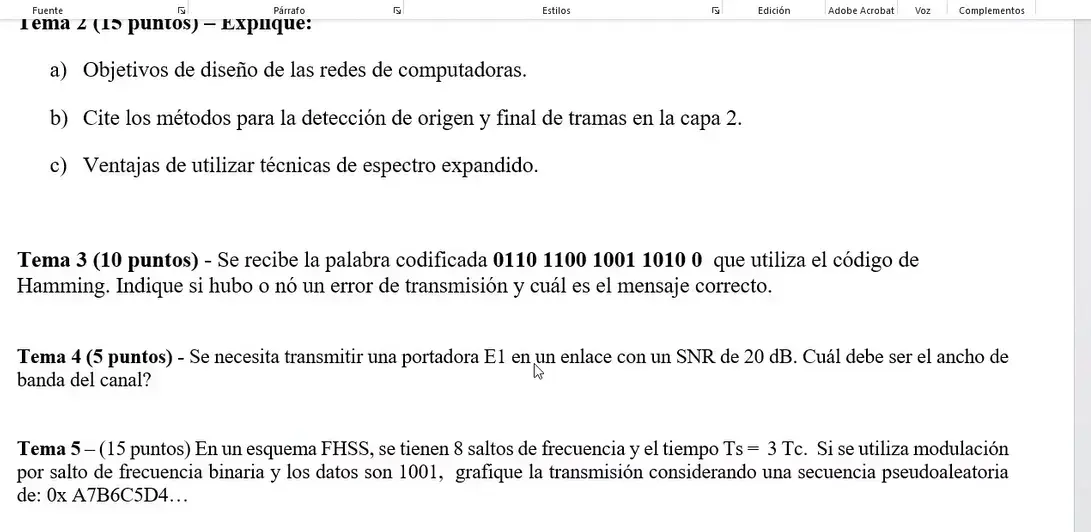 Fuente Párrafo Estilos Edición Adobe Acrobat Voz Complementos
Tema 2 (15 puntos) – Explique:
a) Objetivos de diseño de las redes de computadoras.
b) Cite los métodos para la detección de origen y final de tramas en la capa 2.
c) Ventajas de utilizar técnicas de espectro expandido.
Tema 3 (10 puntos) - Se recibe la palabra codificada 0110 1100 1001 1010 0 que utiliza el código de
Hamming. Indique si hubo o nó un error de transmisión y cuál es el mensaje correcto.
Tema 4 (5 puntos) - Se necesita transmitir una portadora E1 en un enlace con un SNR de 20 dB. Cuál debe ser el ancho de
banda del canal?
Tema 5 – (15 puntos) En un esquema FHSS, se tienen 8 saltos de frecuencia y el tiempo Ts = 3 Tc. Si se utiliza modulación
por salto de frecuencia binaria y los datos son 1001, grafique la transmisión considerando una secuencia pseudoaleatoria
de: 0x A7B6C5D4…